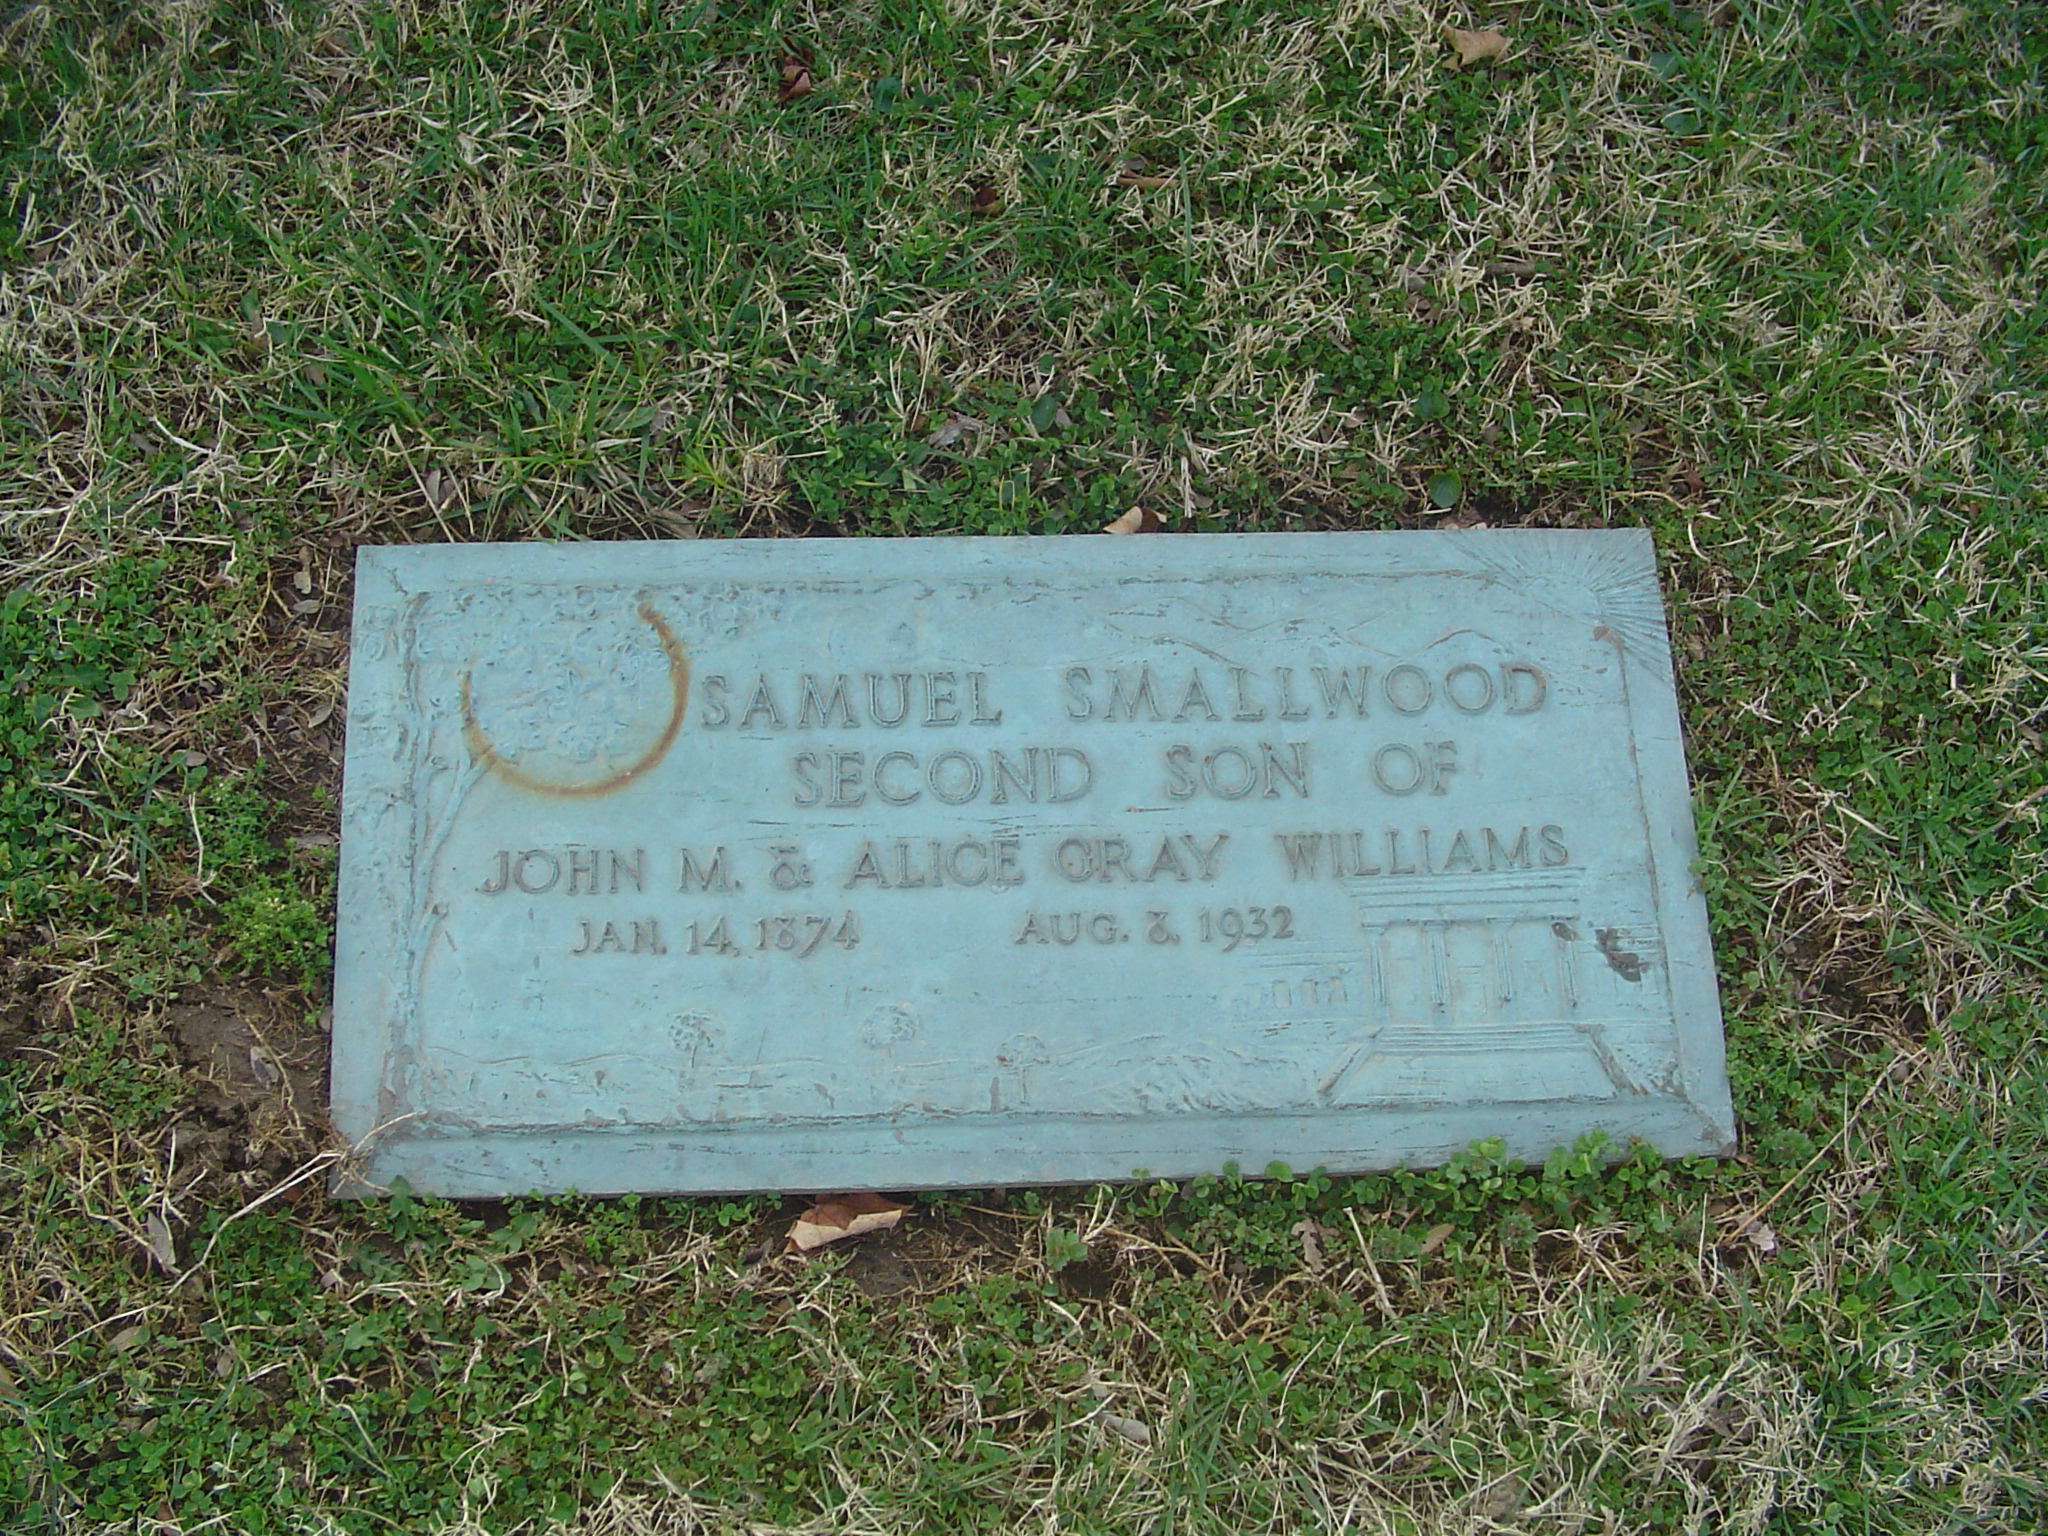 SAMUEL SMALLWOOD
SECOND SON OF
JOHN M. & ALICE GRAY WILLIAMS
JAN. 14, 1874 AUG. 8. 1932